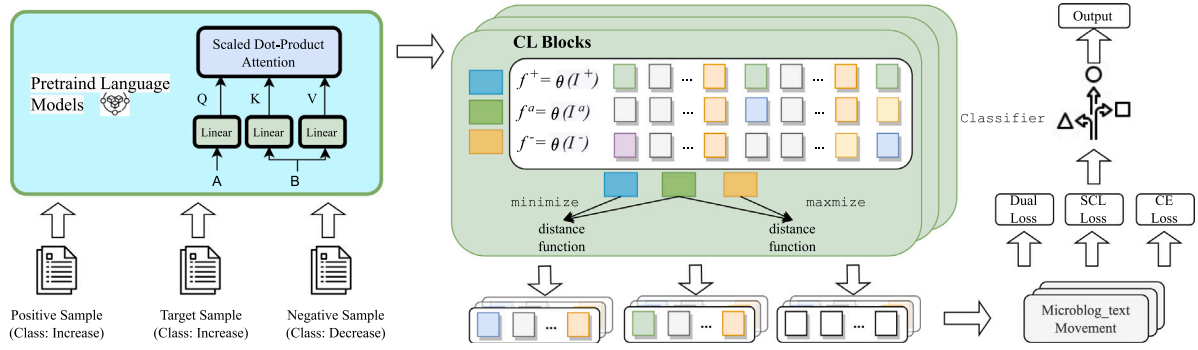 Pretraind Language
Models
Scaled Dot-Product
Attention
Q
K
V
Linear
Linear
Linear
A
B
Positive Sample
(Class: Increase)
Target Sample
(Class: Increase)
Negative Sample
(Class: Decrease)
CL Blocks
f⁺ = θ (I⁺)
...
...
fᵃ = θ (Iᵃ)
...
...
f⁻ = θ (I⁻)
...
...
minimize
maxmize
distance
function
distance
function
...
...
...
Output
Classifier
Dual
Loss
SCL
Loss
CE
Loss
Microblog_text
Movement